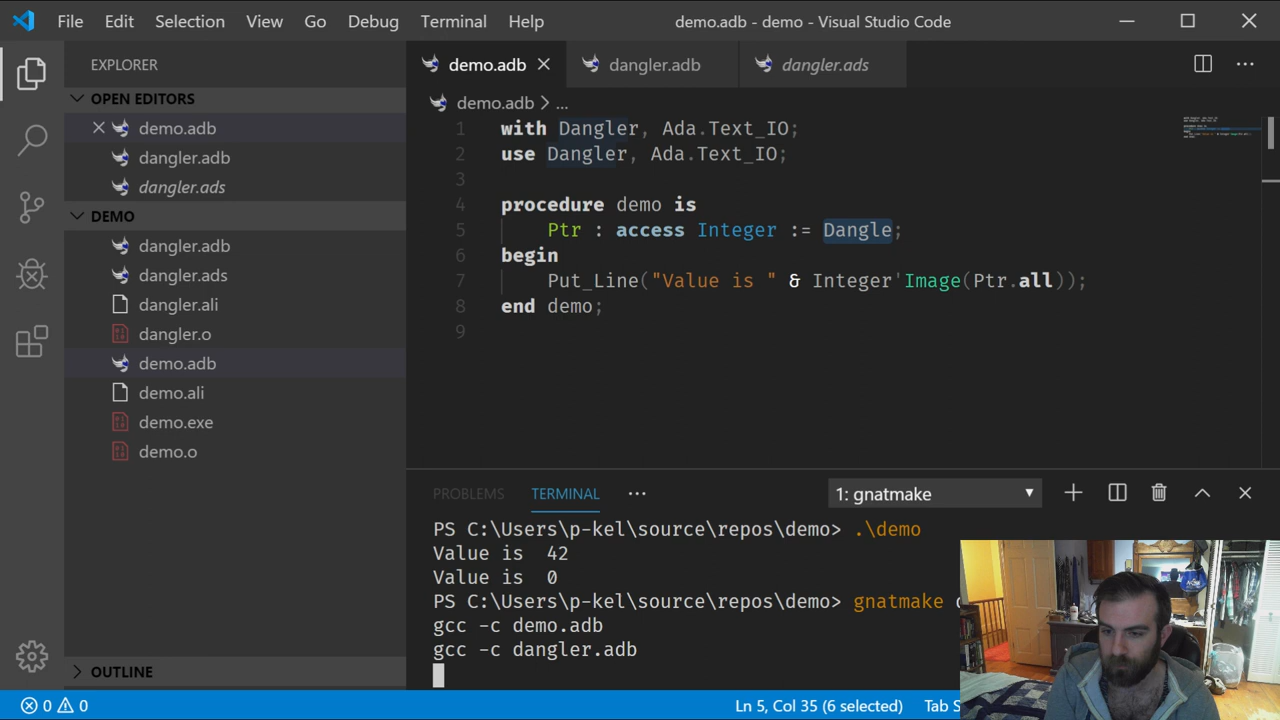 File Edit Selection View Go Debug Terminal Help demo.adb - demo - Visual Studio Code
EXPLORER
OPEN EDITORS
demo.adb
dangler.adb
dangler.ads
DEMO
dangler.adb
dangler.ads
dangler.ali
dangler.o
demo.adb
demo.ali
demo.exe
demo.o
OUTLINE
demo.adb dangler.adb dangler.ads
demo.adb > ...
1 with Dangler, Ada.Text_IO;
2 use Dangler, Ada.Text_IO;
3
4 procedure demo is
5 Ptr : access Integer := Dangle;
6 begin
7 Put_Line("Value is " & Integer'Image(Ptr.all));
8 end demo;
9
PROBLEMS TERMINAL ... 1: gnatmake
PS C:\Users\p-kel\source\repos\demo> .\demo
Value is 42
Value is 0
PS C:\Users\p-kel\source\repos\demo> gnatmake
gcc -c demo.adb
gcc -c dangler.adb
0 0 Ln 5, Col 35 (6 selected) Tab